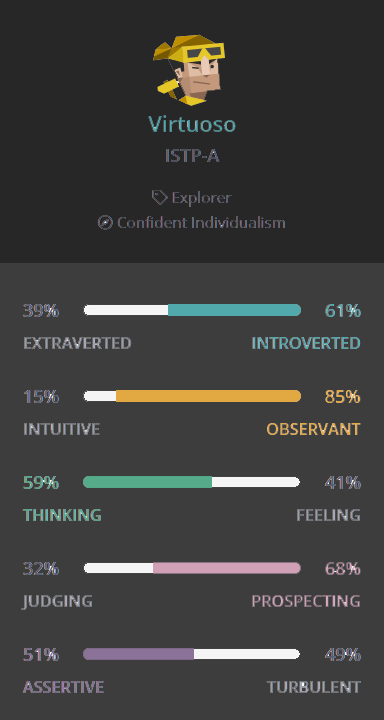 Virtuoso
ISTP-A
Explorer
Confident Individualism
39% 61%
EXTRAVERTED INTROVERTED
15% 85%
INTUITIVE OBSERVANT
59% 41%
THINKING FEELING
32% 68%
JUDGING PROSPECTING
51% 49%
ASSERTIVE TURBULENT